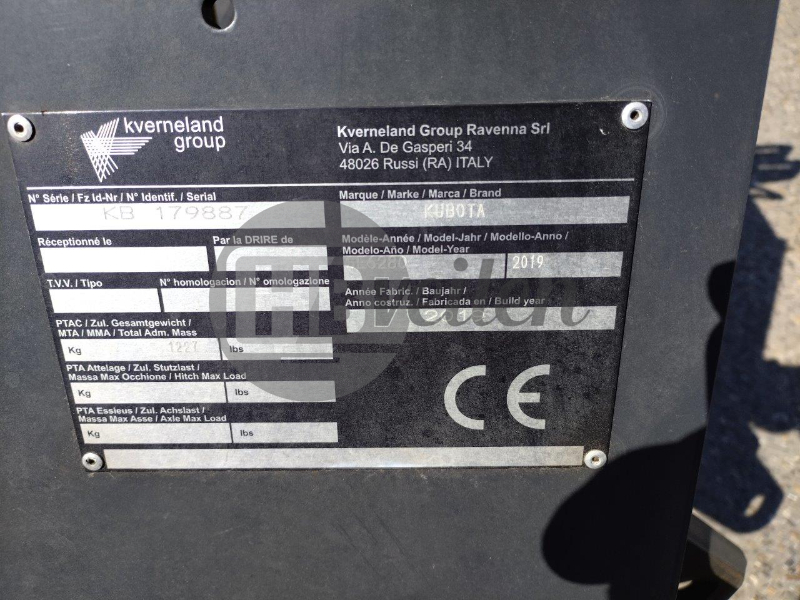 kverneland
group
Kverneland Group Ravenna Srl
Via A. De Gasperi 34
48026 Russi (RA) ITALY
N° Série / Fz Id-Nr / N° Identif. / Serial
KB 179887
Marque / Marke / Marca / Brand
KUBOTA
Réceptionné le
Par la DRIRE de
Modèle-Année / Model-Jahr / Modello-Anno /
Modelo-Año / Model-Year
2019
T.V.V. / Tipo
N° homologacion / N° omologazione
Année Fabric. / Baujahr /
Anno costruz. / Fabricada en / Build year
PTAC / Zul. Gesamtgewicht /
MTA / MMA / Total Adm. Mass
Kg 1227 lbs
PTA Attelage / Zul. Stutzlast /
Massa Max Occhione / Hitch Max Load
Kg lbs
PTA Essieus / Zul. Achslast /
Massa Max Asse / Axle Max Load
Kg lbs
CE